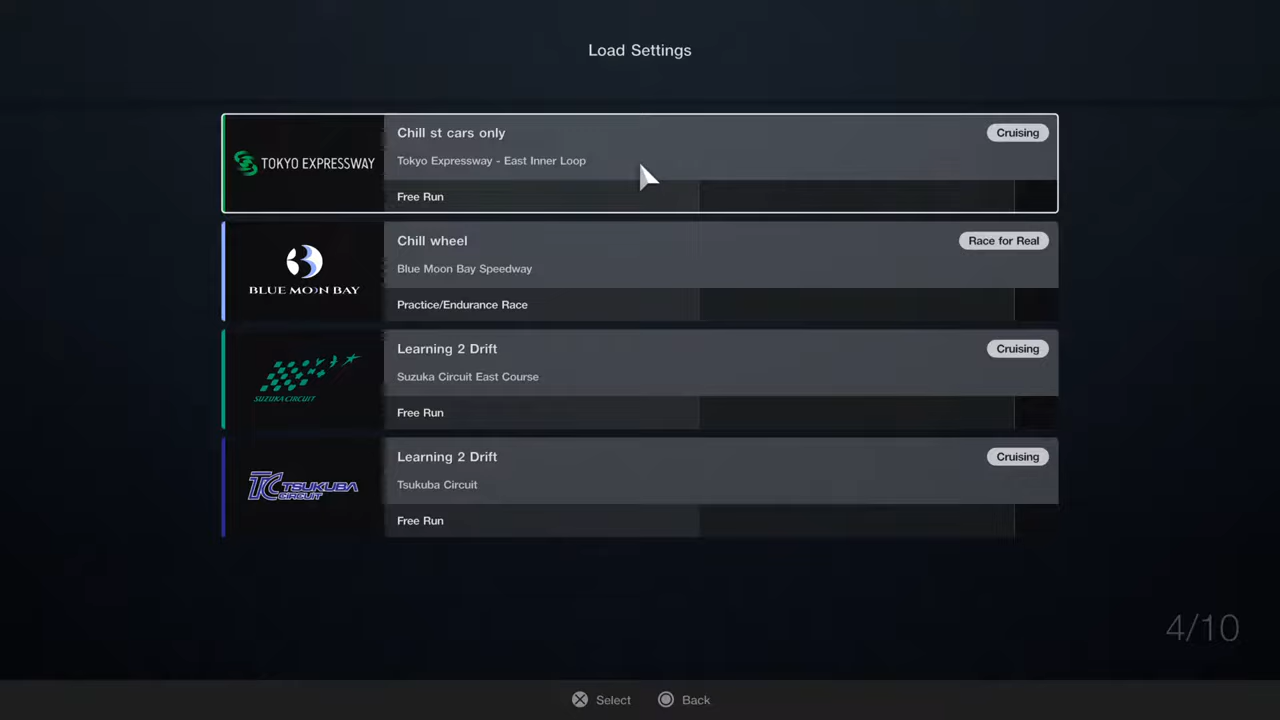 Load Settings
TOKYO EXPRESSWAY
Chill st cars only
Cruising
Tokyo Expressway - East Inner Loop
Free Run
BLUE MOON BAY
Chill wheel
Race for Real
Blue Moon Bay Speedway
Practice/Endurance Race
SUZUKA CIRCUIT
Learning 2 Drift
Cruising
Suzuka Circuit East Course
Free Run
TC TSUKUBA
CIRCUIT
Learning 2 Drift
Cruising
Tsukuba Circuit
Free Run
4/10
Select
Back